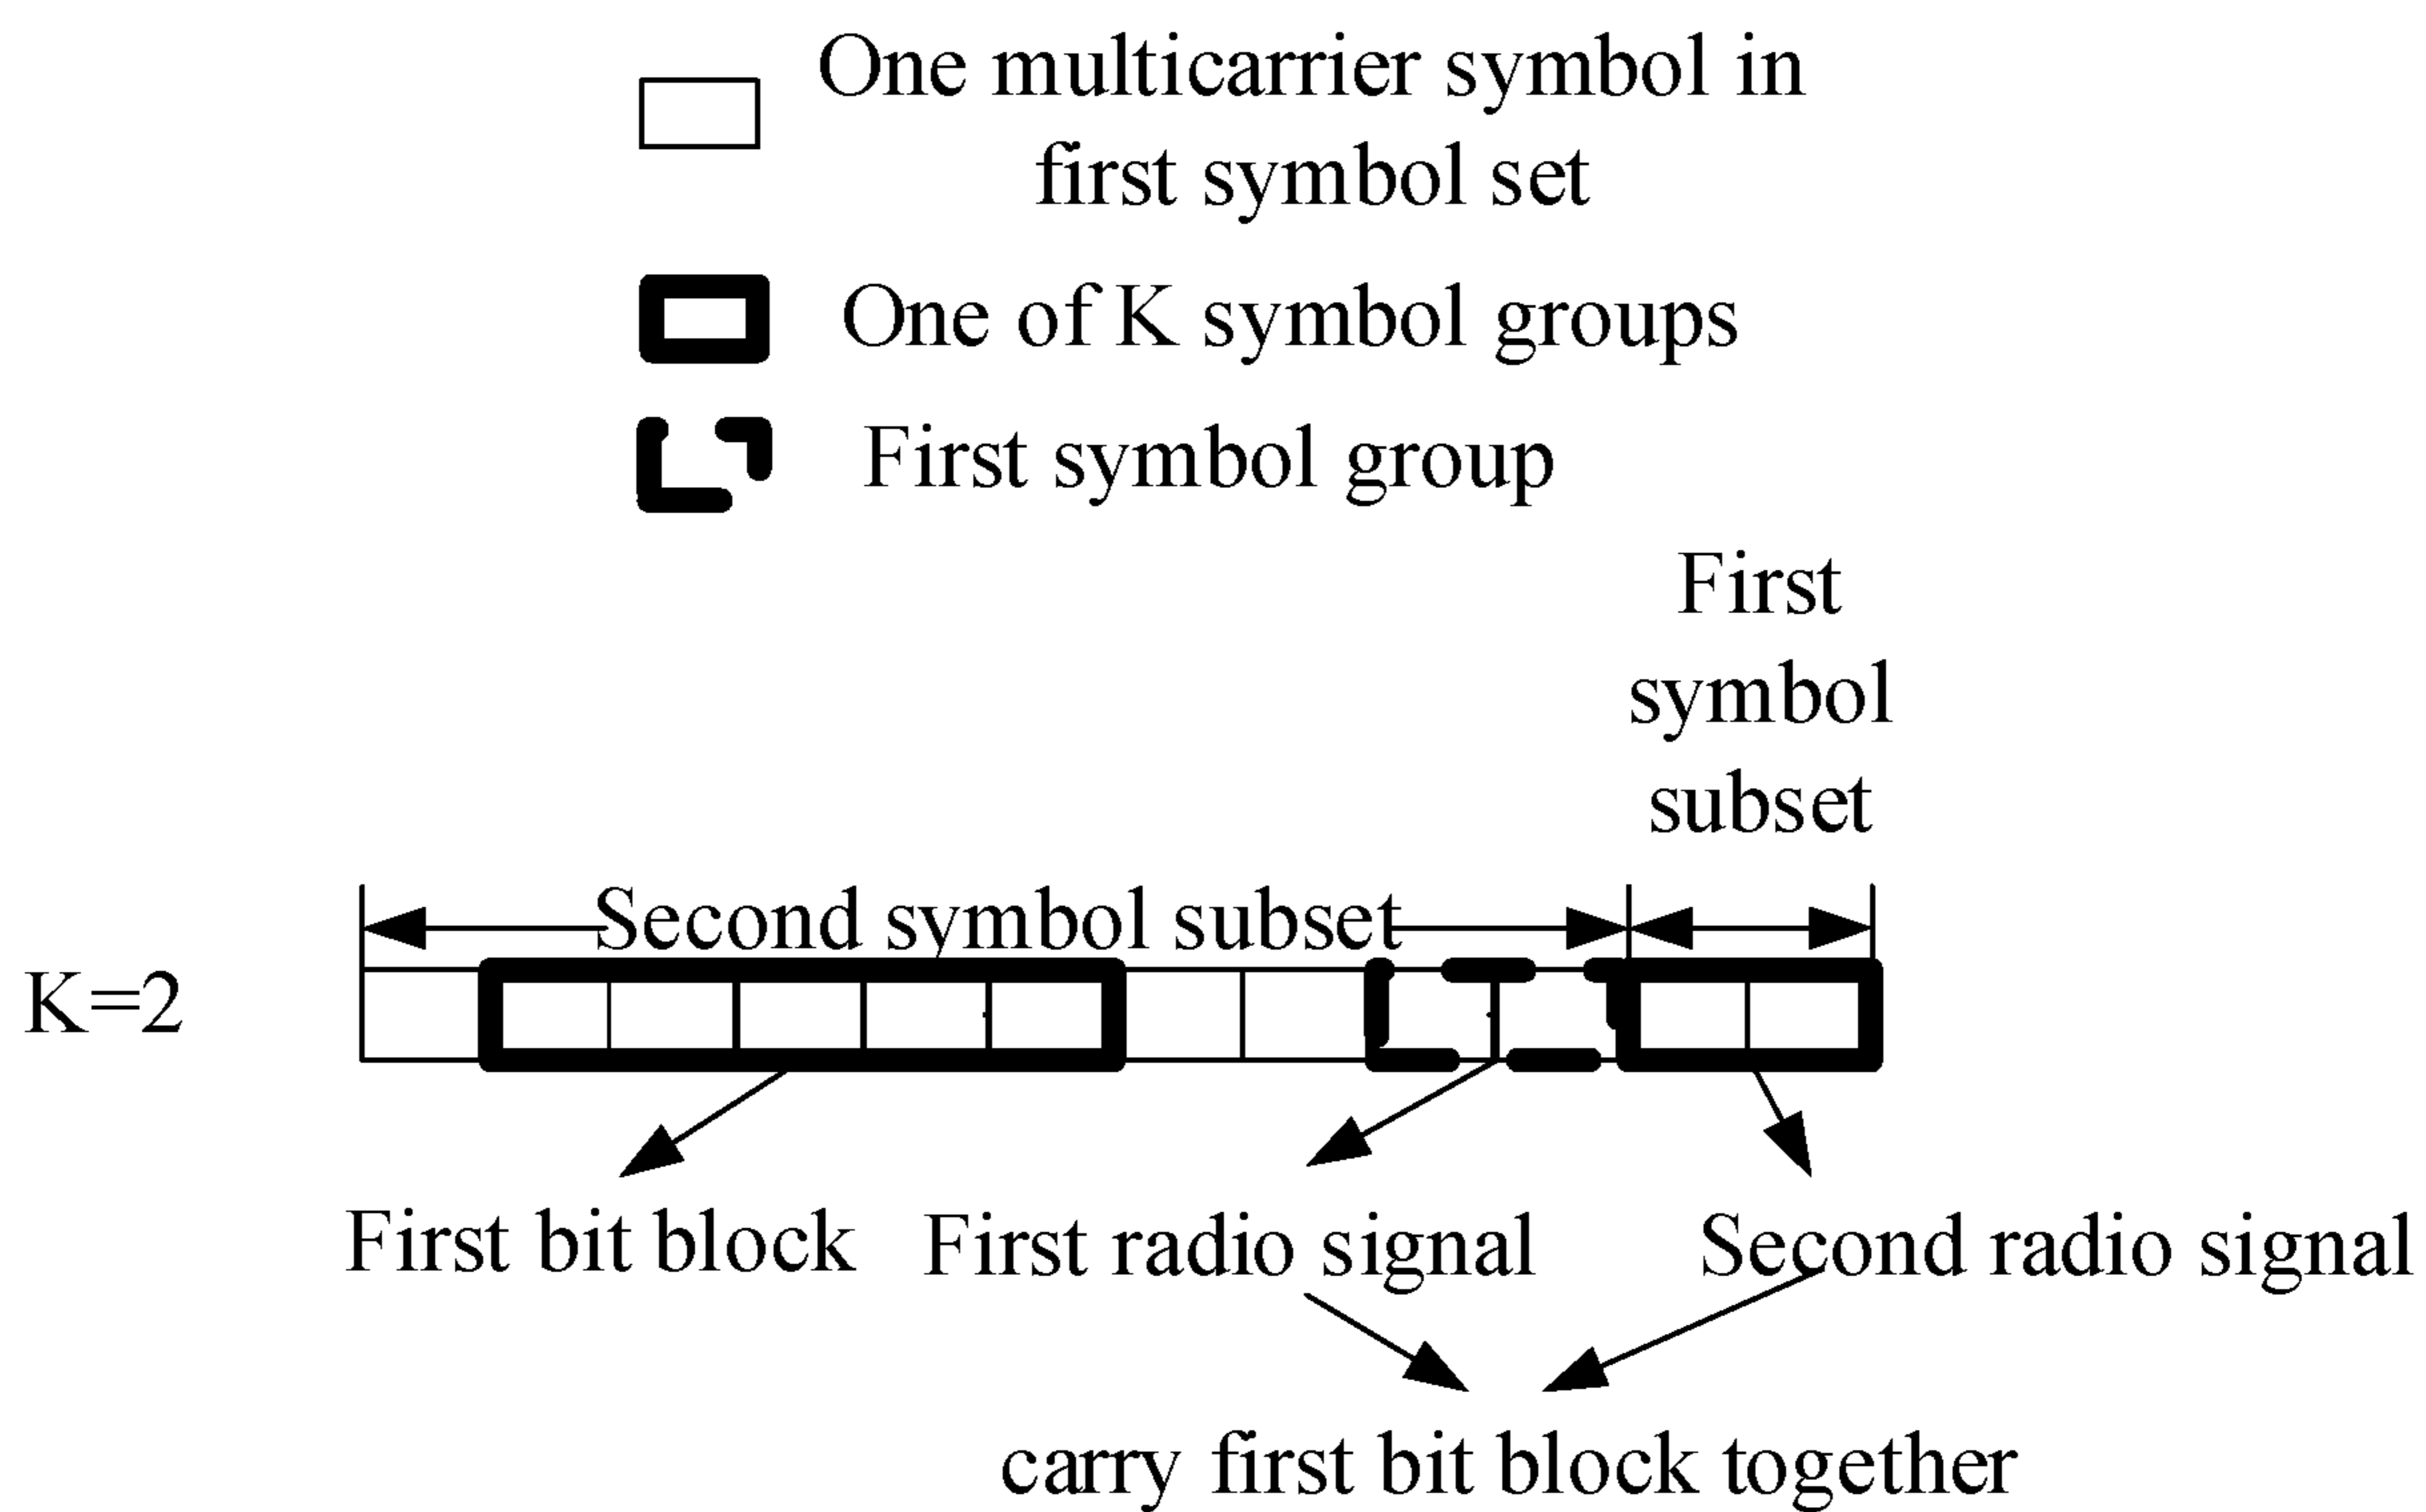 One multicarrier symbol in
first symbol set
One of K symbol groups
First symbol group
First
symbol
subset
Second symbol subset
K=2
First bit block
First radio signal
Second radio signal
carry first bit block together